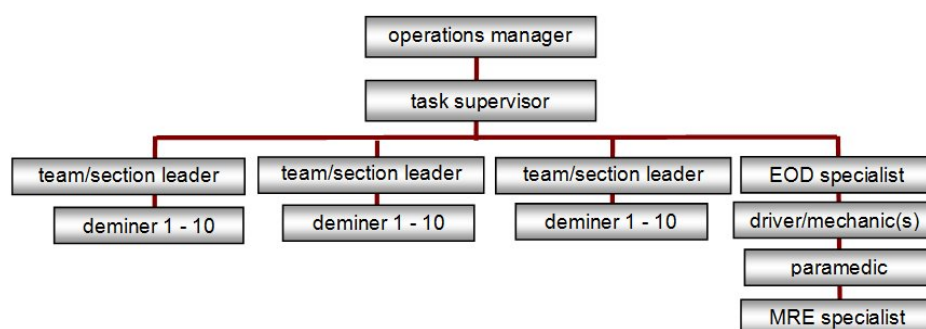 operations manager
task supervisor
team/section leader
team/section leader
team/section leader
EOD specialist
deminer 1 - 10
deminer 1 - 10
deminer 1 - 10
driver/mechanic(s)
paramedic
MRE specialist